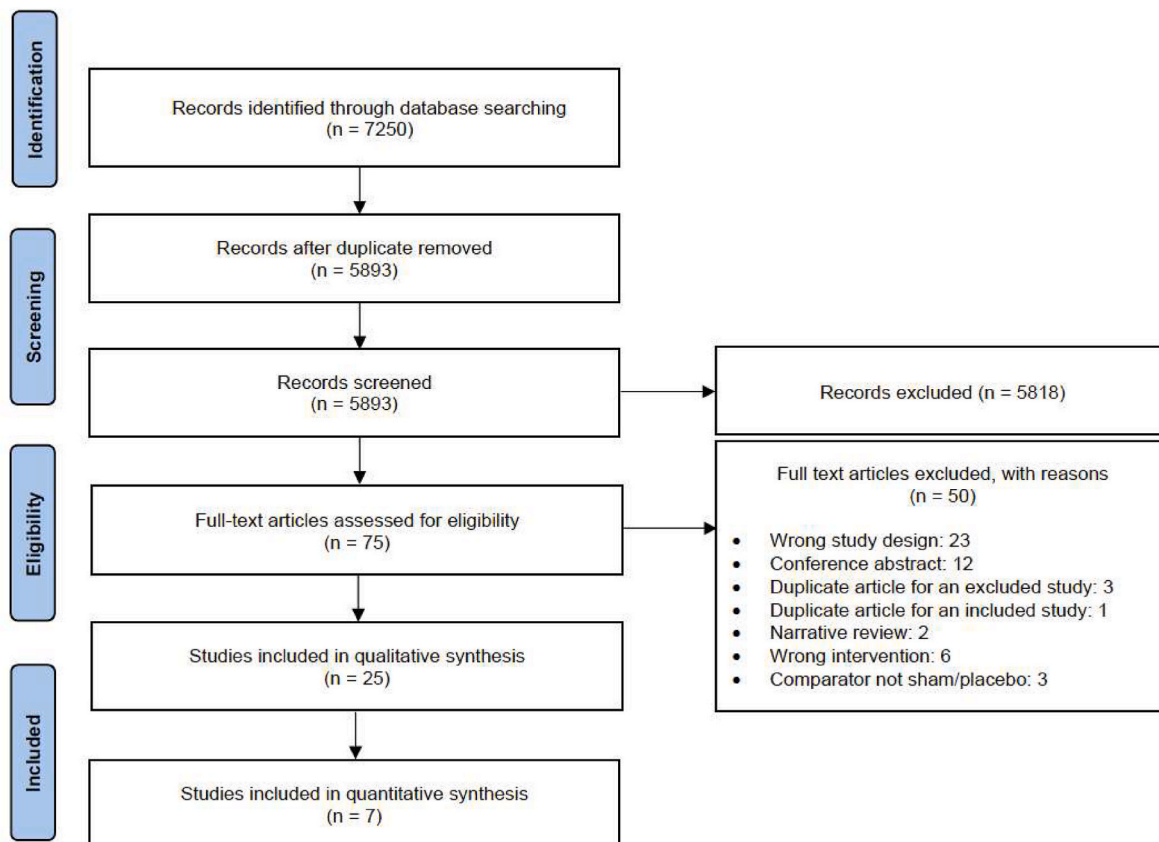 Identification
Records identified through database searching
(n = 7250)
Screening
Records after duplicate removed
(n = 5893)
Records screened
(n = 5893)
Records excluded (n = 5818)
Eligibility
Full-text articles assessed for eligibility
(n = 75)
Full text articles excluded, with reasons
(n = 50)
• Wrong study design: 23
• Conference abstract: 12
• Duplicate article for an excluded study: 3
• Duplicate article for an included study: 1
• Narrative review: 2
• Wrong intervention: 6
• Comparator not sham/placebo: 3
Included
Studies included in qualitative synthesis
(n = 25)
Studies included in quantitative synthesis
(n = 7)